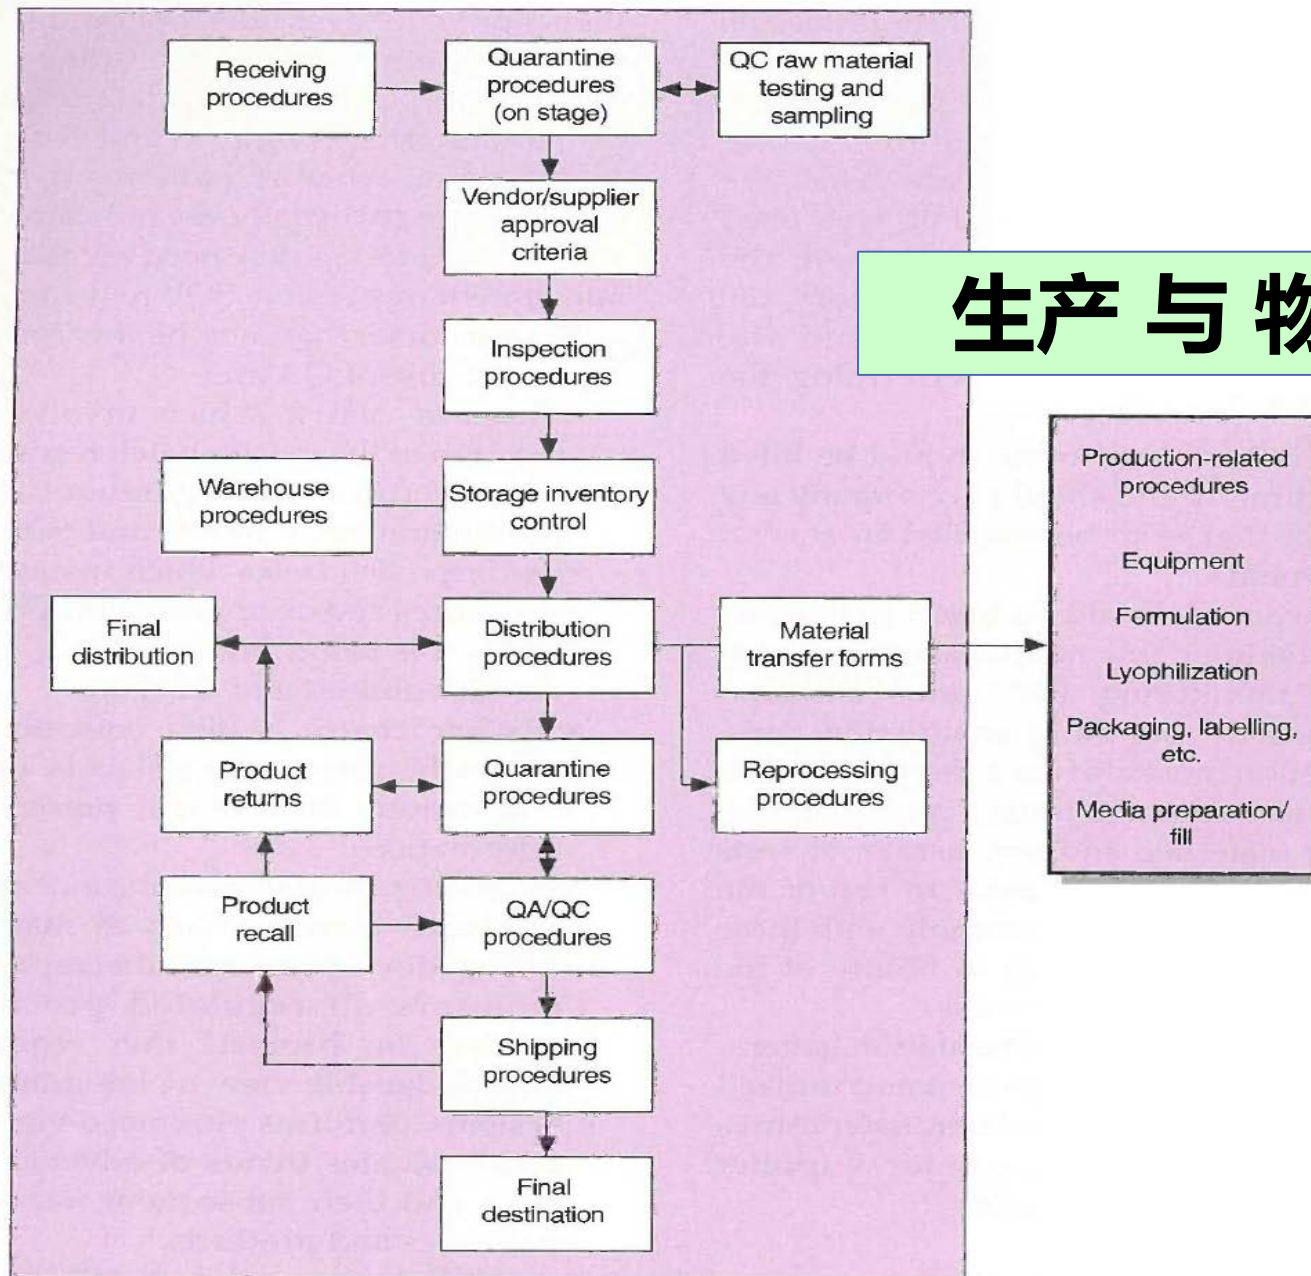 Receiving
procedures
Quarantine
procedures
(on stage)
QC raw material
testing and
sampling
Vendor/supplier
approval
criteria
生产 与 物
Inspection
procedures
Production-related
procedures
Warehouse
procedures
Storage inventory
control
Equipment
Formulation
Final
distribution
Distribution
procedures
Material
transfer forms
Lyophilization
Packaging, labelling,
etc.
Product
returns
Quarantine
procedures
Reprocessing
procedures
Media preparation/
fill
Product
recall
QA/QC
procedures
Shipping
procedures
Final
destination